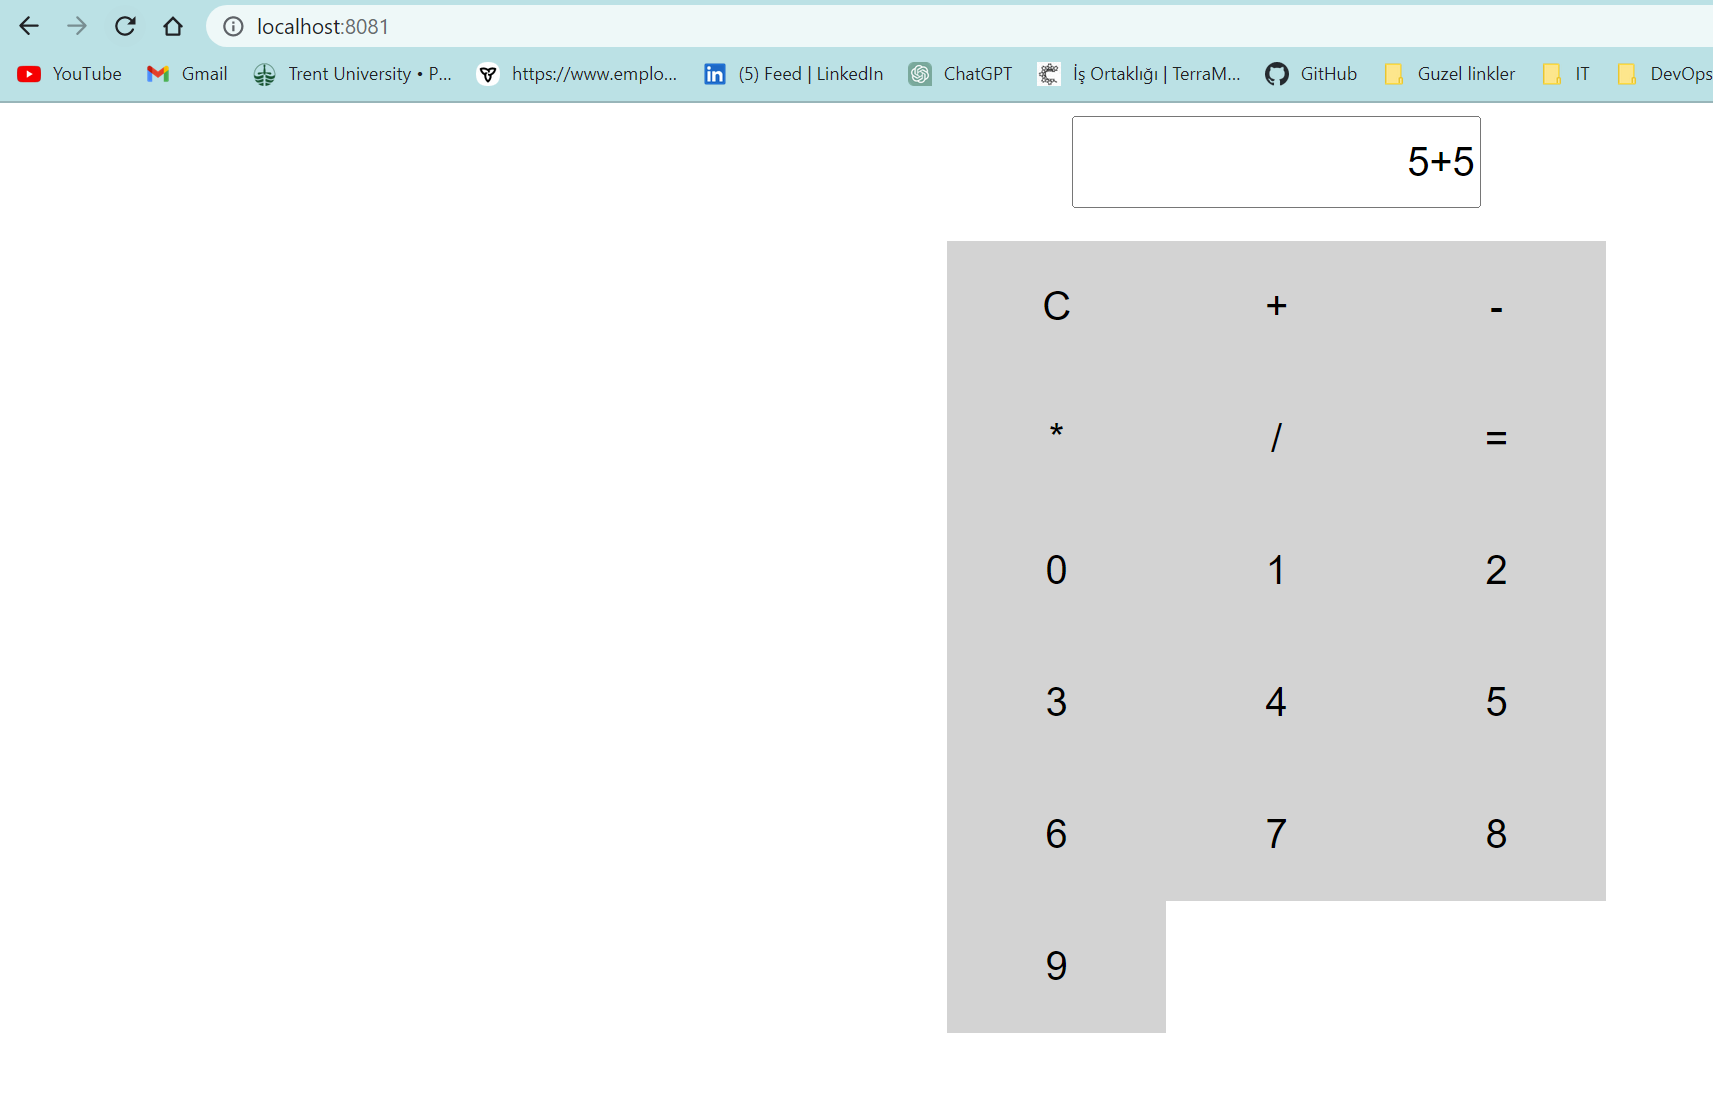 localhost:8081
YouTube Gmail Trent University • P... https://www.emplo... (5) Feed | LinkedIn ChatGPT İş Ortaklığı | TerraM... GitHub Guzel linkler IT DevOps
5+5
C + -
* / =
0 1 2
3 4 5
6 7 8
9